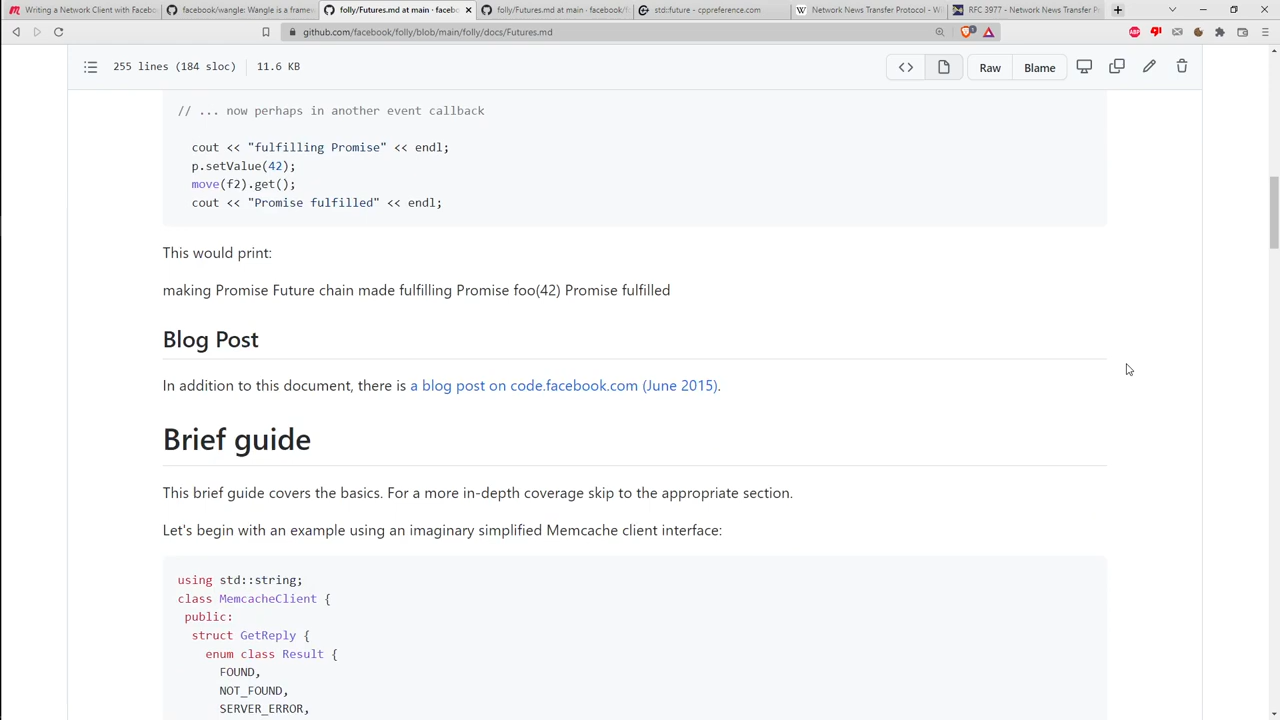 Writing a Network Client with Faceb
facebook/wangle: Wangle is a frame
folly/Futures.md at main · facebo
folly/Futures.md at main · facebook/f
std::future - cppreference.com
Network News Transfer Protocol - Wi
RFC 3977 - Network News Transfer P
github.com/facebook/folly/blob/main/folly/docs/Futures.md
255 lines (184 sloc) 11.6 KB
Raw
Blame
// ... now perhaps in another event callback
cout << "fulfilling Promise" << endl;
p.setValue(42);
move(f2).get();
cout << "Promise fulfilled" << endl;
This would print:
making Promise Future chain made fulfilling Promise foo(42) Promise fulfilled
Blog Post
In addition to this document, there is a blog post on code.facebook.com (June 2015).
Brief guide
This brief guide covers the basics. For a more in-depth coverage skip to the appropriate section.
Let's begin with an example using an imaginary simplified Memcache client interface:
using std::string;
class MemcacheClient {
public:
struct GetReply {
enum class Result {
FOUND,
NOT_FOUND,
SERVER_ERROR,